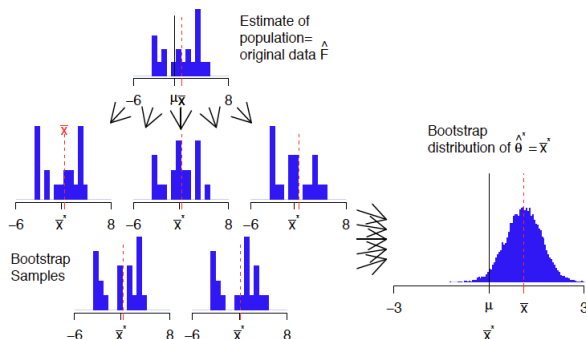 Estimate of
population=
original data F̂
-6 μ x̄ 8
x̄
-6 x̄* 8
x̄*
-6 x̄* 8
Bootstrap
distribution of θ̂* = x̄*
Bootstrap
Samples
-6 x̄* 8
-6 x̄* 8
-3 μ x̄ 3
x̄*